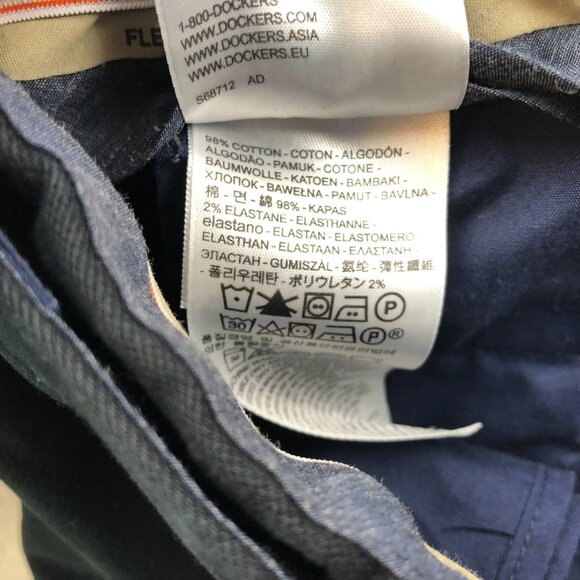 FLE
1-800-DOCKERS
WWW.DOCKERS.COM
WWW.DOCKERS.ASIA
WWW.DOCKERS.EU
S68712 AD
98% COTTON - COTON - ALGODÓN -
ALGODÃO - PAMUK - COTONE -
BAUMWOLLE - KATOEN - BAMBAKI -
ХЛОПОК - BAWEŁNA - PAMUT - BAVLNA -
棉 - 면 - 綿 98% - KAPAS
2% ELASTANE - ELASTHANNE -
elastano - ELASTAN - ELASTOMERO
ELASTHAN - ELASTAAN - ΕΛΑΣΤΑΝΗ -
ЭЛАСТАН - GUMISZÁL - 氨纶 - 弾性纖維
- 폴리우레탄 - ポリウレタン 2%
P
30
P
®